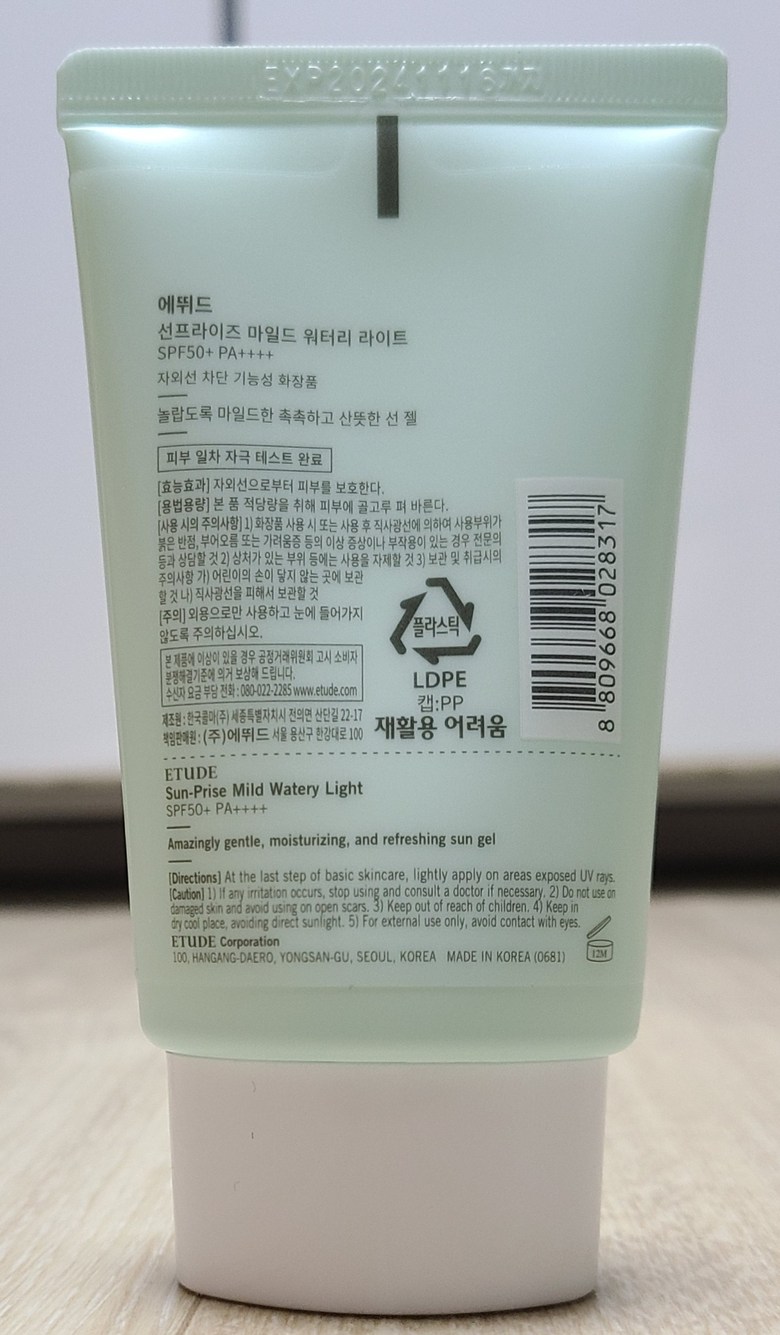 EXP20241116
에뛰드
선프라이즈 마일드 워터리 라이트
SPF50+ PA++++
자외선 차단 기능성 화장품
놀랍도록 마일드한 촉촉하고 산뜻한 선 젤
피부 일차 자극 테스트 완료
[효능효과] 자외선으로부터 피부를 보호한다.
[용법용량] 본 품 적당량을 취해 피부에 골고루 펴 바른다.
[사용 시의 주의사항] 1) 화장품 사용 시 또는 사용 후 직사광선에 의하여 사용부위가
붉은 반점, 부어오름 또는 가려움증 등의 이상 증상이나 부작용이 있는 경우 전문의
등과 상담할 것 2) 상처가 있는 부위 등에는 사용을 자제할 것 3) 보관 및 취급시의
주의사항 가) 어린이의 손이 닿지 않는 곳에 보관
할 것 나) 직사광선을 피해서 보관할 것
[주의] 외용으로만 사용하고 눈에 들어가지
않도록 주의하십시오.
본 제품에 이상이 있을 경우 공정거래위원회 고시 소비자
분쟁해결기준에 의거 보상해 드립니다.
수신자 요금 부담 전화 : 080-022-2285 www.etude.com
제조원 : 한국콜마(주) 세종특별자치시 전의면 산단길 22-17
책임판매원 : (주)에뛰드 서울 용산구 한강대로 100
플라스틱
LDPE
캡:PP
재활용 어려움
8 809668 028317
ETUDE
Sun-Prise Mild Watery Light
SPF50+ PA++++
Amazingly gentle, moisturizing, and refreshing sun gel
[Directions] At the last step of basic skincare, lightly apply on areas exposed UV rays.
[Caution] 1) If any irritation occurs, stop using and consult a doctor if necessary. 2) Do not use on
damaged skin and avoid using on open scars. 3) Keep out of reach of children. 4) Keep in
dry cool place, avoiding direct sunlight. 5) For external use only, avoid contact with eyes.
ETUDE Corporation
100, HANGANG-DAERO, YONGSAN-GU, SEOUL, KOREA MADE IN KOREA (0681)
12M